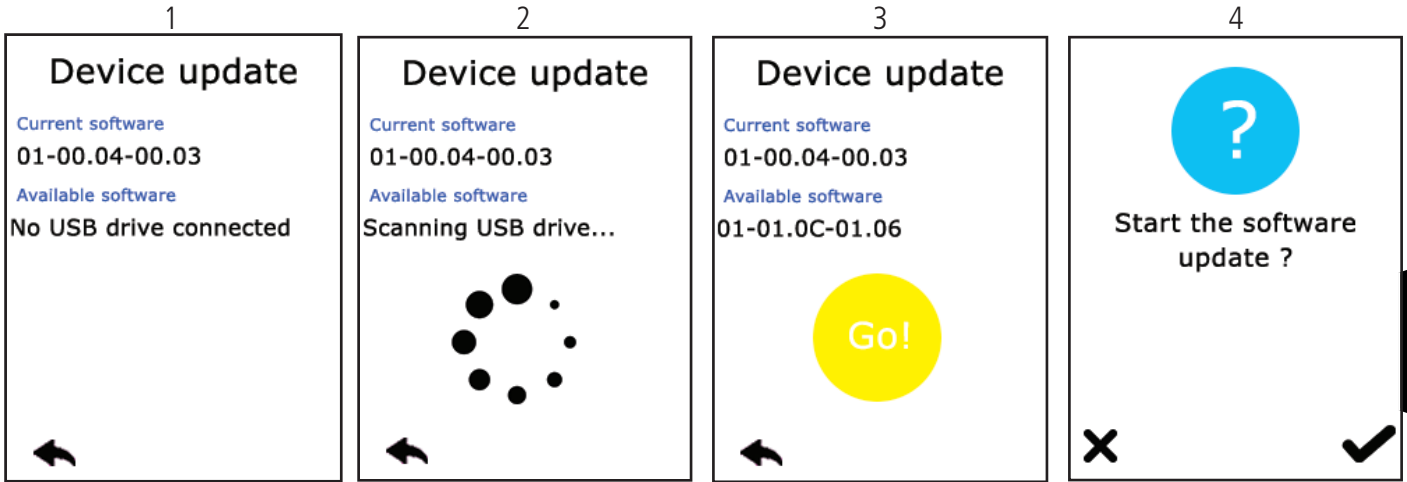 1
Device update
Current software
01-00.04-00.03
Available software
No USB drive connected
2
Device update
Current software
01-00.04-00.03
Available software
Scanning USB drive...
3
Device update
Current software
01-00.04-00.03
Available software
01-01.0C-01.06
Go!
4
?
Start the software
update ?